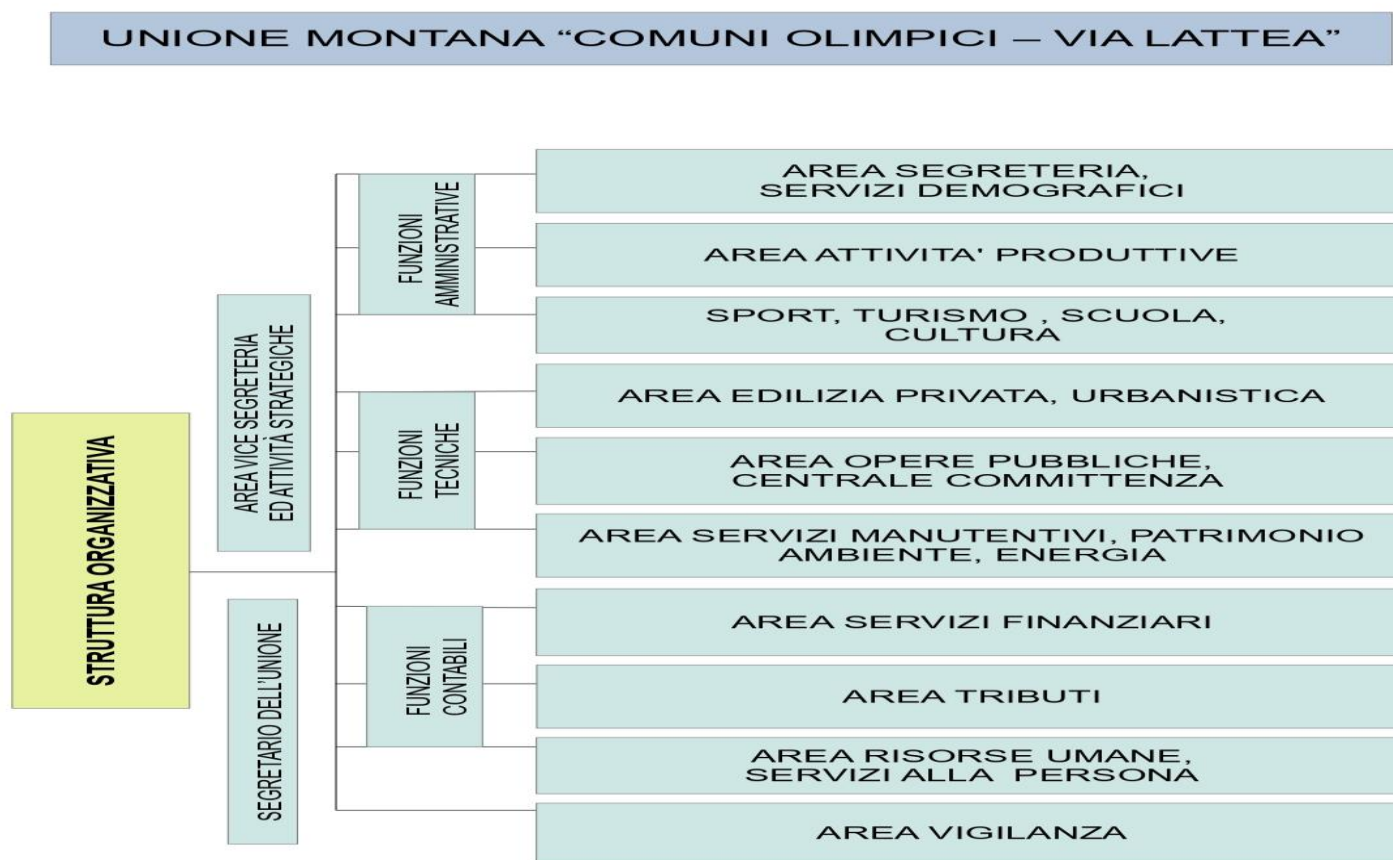 UNIONE MONTANA “COMUNI OLIMPICI – VIA LATTEA”
STRUTTURA ORGANIZZATIVA
AREA VICE SEGRETERIA
ED ATTIVITÀ STRATEGICHE
SEGRETARIO DELL'UNIONE
FUNZIONI
AMMINISTRATIVE
AREA SEGRETERIA,
SERVIZI DEMOGRAFICI
AREA ATTIVITA' PRODUTTIVE
SPORT, TURISMO , SCUOLA,
CULTURA
FUNZIONI
TECNICHE
AREA EDILIZIA PRIVATA, URBANISTICA
AREA OPERE PUBBLICHE,
CENTRALE COMMITTENZA
AREA SERVIZI MANUTENTIVI, PATRIMONIO
AMBIENTE, ENERGIA
FUNZIONI
CONTABILI
AREA SERVIZI FINANZIARI
AREA TRIBUTI
AREA RISORSE UMANE,
SERVIZI ALLA PERSONA
AREA VIGILANZA